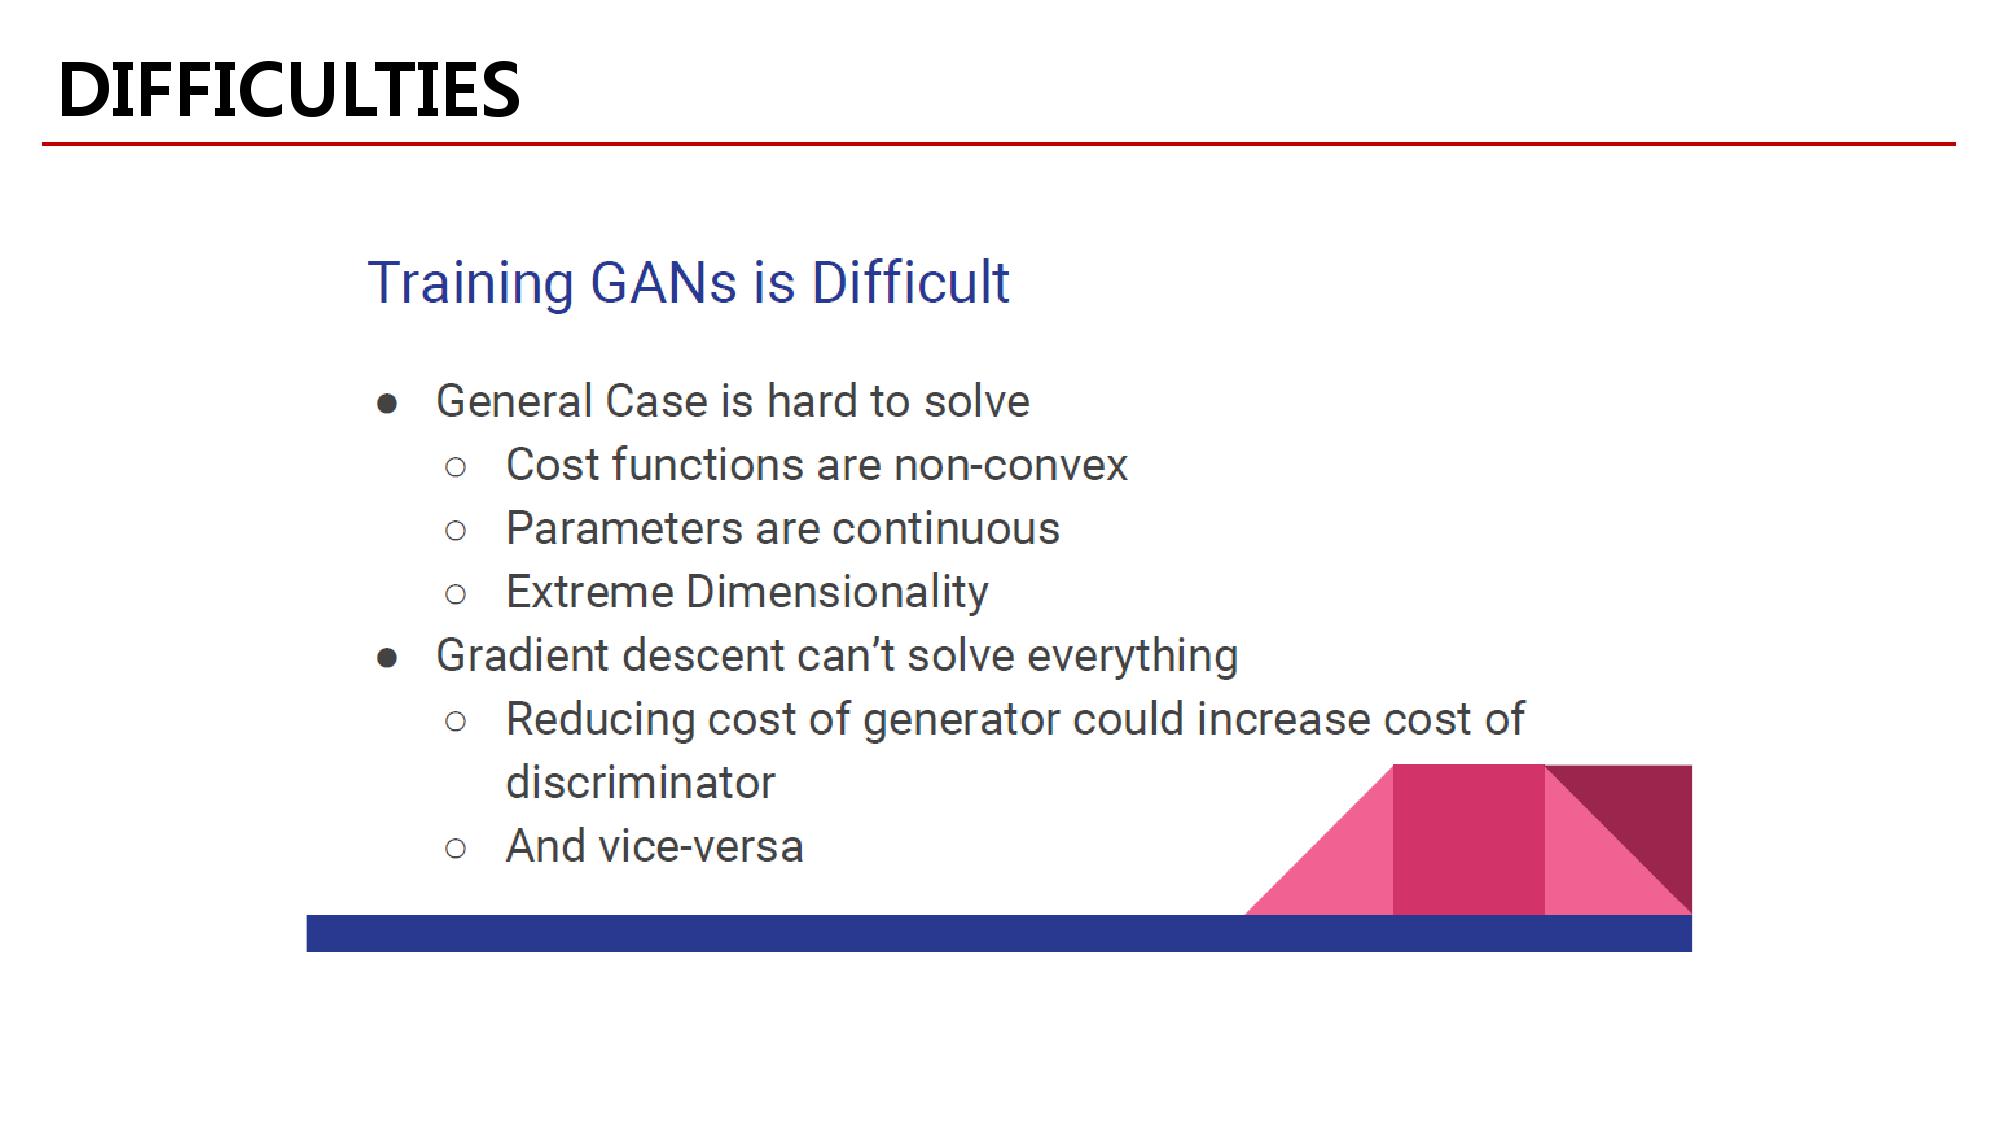 DIFFICULTIES
Training GANs is Difficult
● General Case is hard to solve
○ Cost functions are non-convex
○ Parameters are continuous
○ Extreme Dimensionality
● Gradient descent can’t solve everything
○ Reducing cost of generator could increase cost of
discriminator
○ And vice-versa